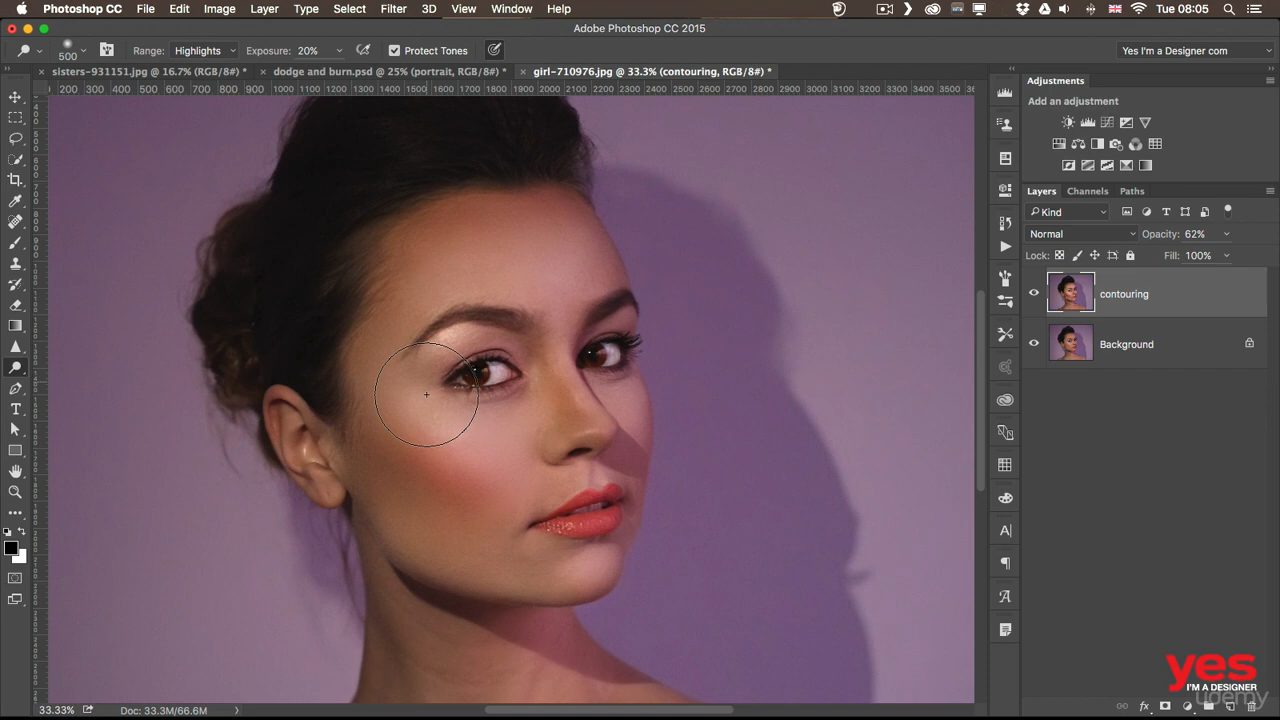 Photoshop CC File Edit Image Layer Type Select Filter 3D View Window Help Tue 08:05
Adobe Photoshop CC 2015
500 Range: Highlights Exposure: 20% Protect Tones Yes I'm a Designer com
× sisters-931151.jpg @ 16.7% (RGB/8#) * × dodge and burn.psd @ 25% (portrait, RGB/8#) * × girl-710976.jpg @ 33.3% (contouring, RGB/8#) *
200 300 400 500 600 700 800 900 1000 1100 1200 1300 1400 1500 1600 1700 1800 1900 2000 2100 2200 2300 2400 2500 2600 2700 2800 2900 3000 3100 3200 3300 3400 3500
Adjustments
Add an adjustment
Layers Channels Paths
Kind
Normal Opacity: 62%
Lock: Fill: 100%
contouring
Background
yes
I'M A DESIGNER
udemy
33.33% Doc: 33.3M/66.6M